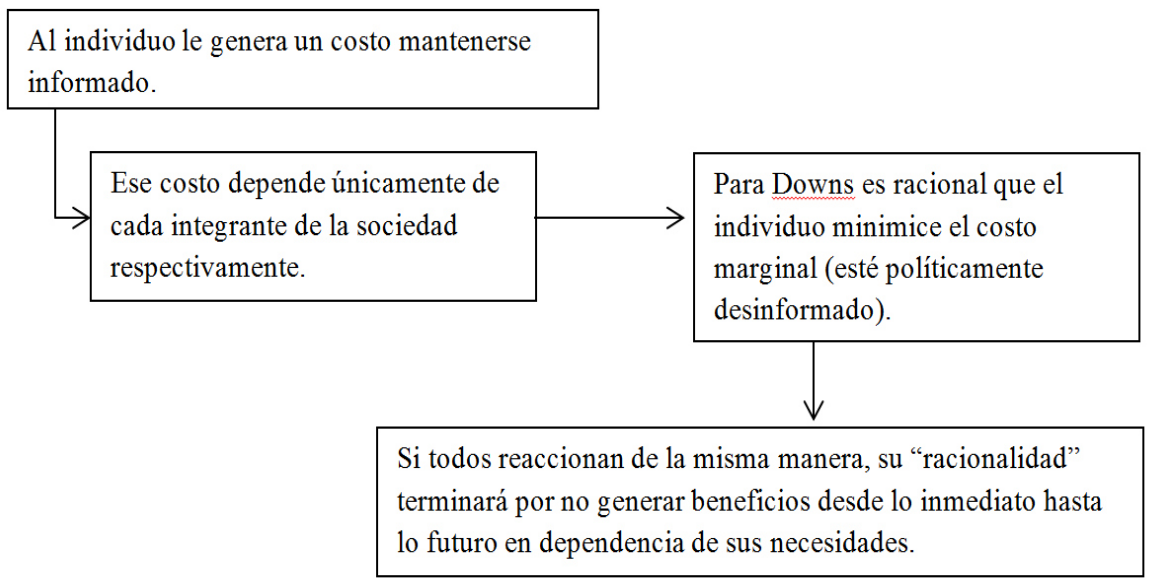 Al individuo le genera un costo mantenerse
informado.
Ese costo depende únicamente de
cada integrante de la sociedad
respectivamente.
Para Downs es racional que el
individuo minimice el costo
marginal (esté políticamente
desinformado).
Si todos reaccionan de la misma manera, su “racionalidad”
terminará por no generar beneficios desde lo inmediato hasta
lo futuro en dependencia de sus necesidades.